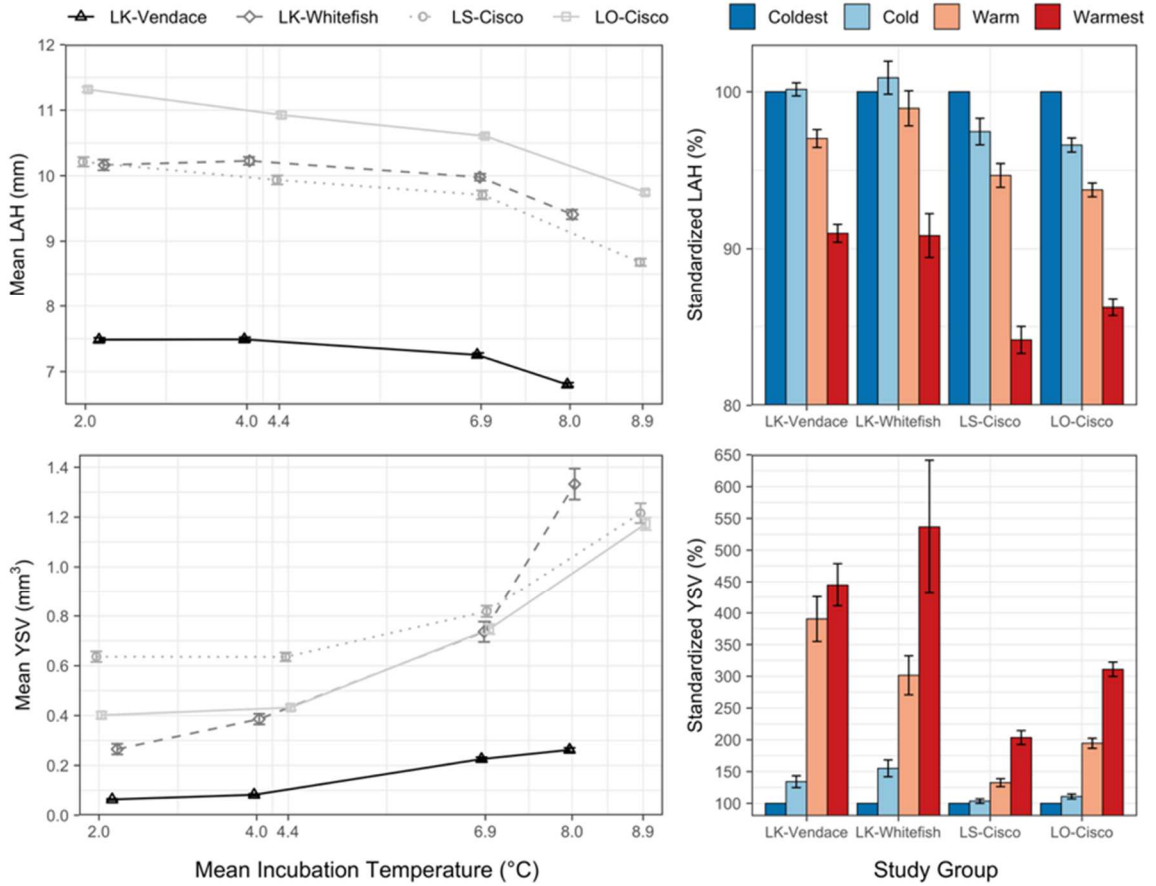 LK-Vendace LK-Whitefish LS-Cisco LO-Cisco
Coldest Cold Warm Warmest
Mean LAH (mm)
12
11
10
9
8
7
2.0 4.0 4.4 6.9 8.0 8.9
Standardized LAH (%)
100
90
80
LK-Vendace LK-Whitefish LS-Cisco LO-Cisco
Mean YSV (mm³)
1.4
1.2
1.0
0.8
0.6
0.4
0.2
0.0
2.0 4.0 4.4 6.9 8.0 8.9
Mean Incubation Temperature (°C)
Standardized YSV (%)
650
600
550
500
450
400
350
300
250
200
150
100
LK-Vendace LK-Whitefish LS-Cisco LO-Cisco
Study Group